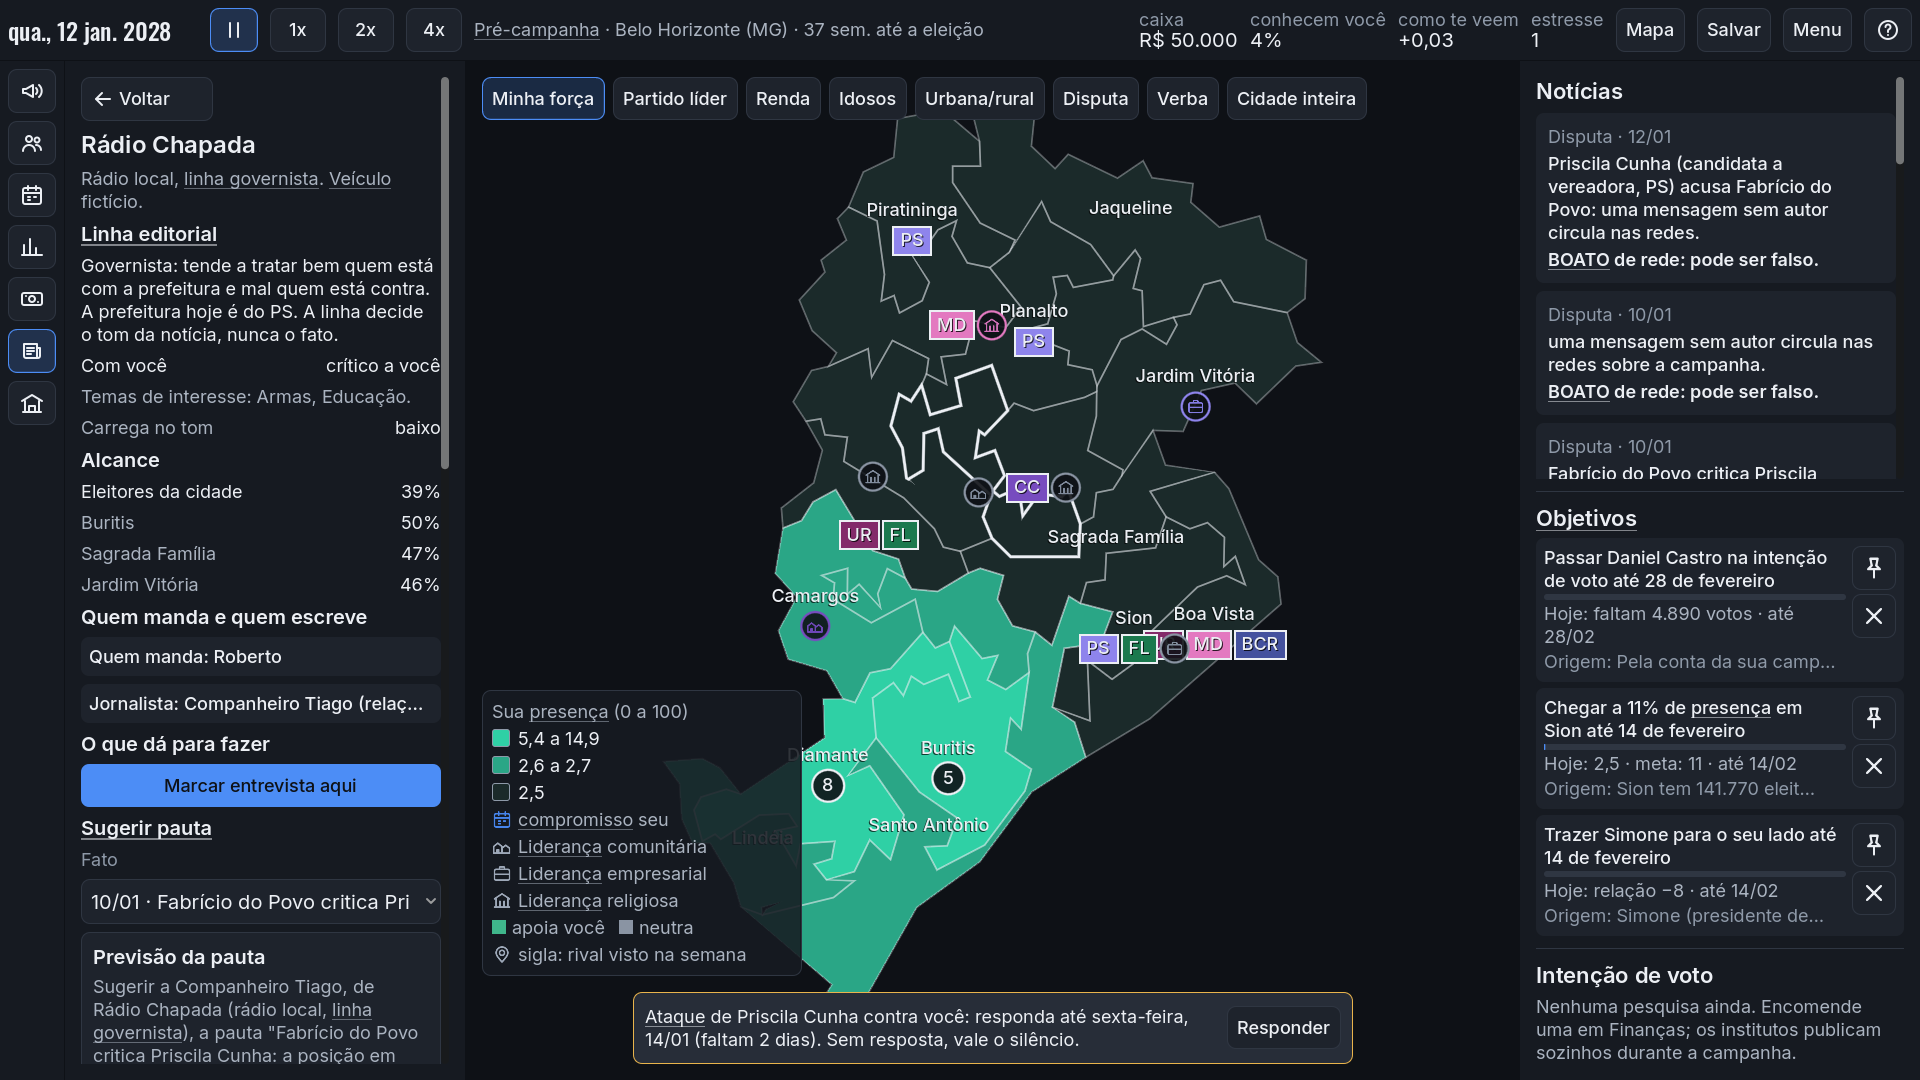 qua., 12 jan. 2028
1x
2x
4x
Pré-campanha · Belo Horizonte (MG) · 37 sem. até a eleição
caixa
R$ 50.000
conhecem você
4%
como te veem
+0,03
estresse
1
Mapa
Salvar
Menu
Voltar
Rádio Chapada
Rádio local, linha governista. Veículo
fictício.
Linha editorial
Governista: tende a tratar bem quem está
com a prefeitura e mal quem está contra.
A prefeitura hoje é do PS. A linha decide
o tom da notícia, nunca o fato.
Com você crítico a você
Temas de interesse: Armas, Educação.
Carrega no tom baixo
Alcance
Eleitores da cidade 39%
Buritis 50%
Sagrada Família 47%
Jardim Vitória 46%
Quem manda e quem escreve
Quem manda: Roberto
Jornalista: Companheiro Tiago (relaç...
O que dá para fazer
Marcar entrevista aqui
Sugerir pauta
Fato
10/01 · Fabrício do Povo critica Pri
Previsão da pauta
Sugerir a Companheiro Tiago, de
Rádio Chapada (rádio local, linha
governista), a pauta "Fabrício do Povo
critica Priscila Cunha: a posição em
Minha força
Partido líder
Renda
Idosos
Urbana/rural
Disputa
Verba
Cidade inteira
Piratininga
PS
Jaqueline
MD
Planalto
PS
Jardim Vitória
CC
Sagrada Família
UR FL
Camargos
Sion
Boa Vista
PS FL MD BCR
Diamante
8
Buritis
5
Santo Antônio
Lindéia
Sua presença (0 a 100)
5,4 a 14,9
2,6 a 2,7
2,5
compromisso seu
Liderança comunitária
Liderança empresarial
Liderança religiosa
apoia você neutra
sigla: rival visto na semana
Ataque de Priscila Cunha contra você: responda até sexta-feira,
14/01 (faltam 2 dias). Sem resposta, vale o silêncio.
Responder
Notícias
Disputa · 12/01
Priscila Cunha (candidata a
vereadora, PS) acusa Fabrício do
Povo: uma mensagem sem autor
circula nas redes.
BOATO de rede: pode ser falso.
Disputa · 10/01
uma mensagem sem autor circula nas
redes sobre a campanha.
BOATO de rede: pode ser falso.
Disputa · 10/01
Fabrício do Povo critica Priscila
Objetivos
Passar Daniel Castro na intenção
de voto até 28 de fevereiro
Hoje: faltam 4.890 votos · até
28/02
Origem: Pela conta da sua camp...
Chegar a 11% de presença em
Sion até 14 de fevereiro
Hoje: 2,5 · meta: 11 · até 14/02
Origem: Sion tem 141.770 eleit...
Trazer Simone para o seu lado até
14 de fevereiro
Hoje: relação −8 · até 14/02
Origem: Simone (presidente de...
Intenção de voto
Nenhuma pesquisa ainda. Encomende
uma em Finanças; os institutos publicam
sozinhos durante a campanha.